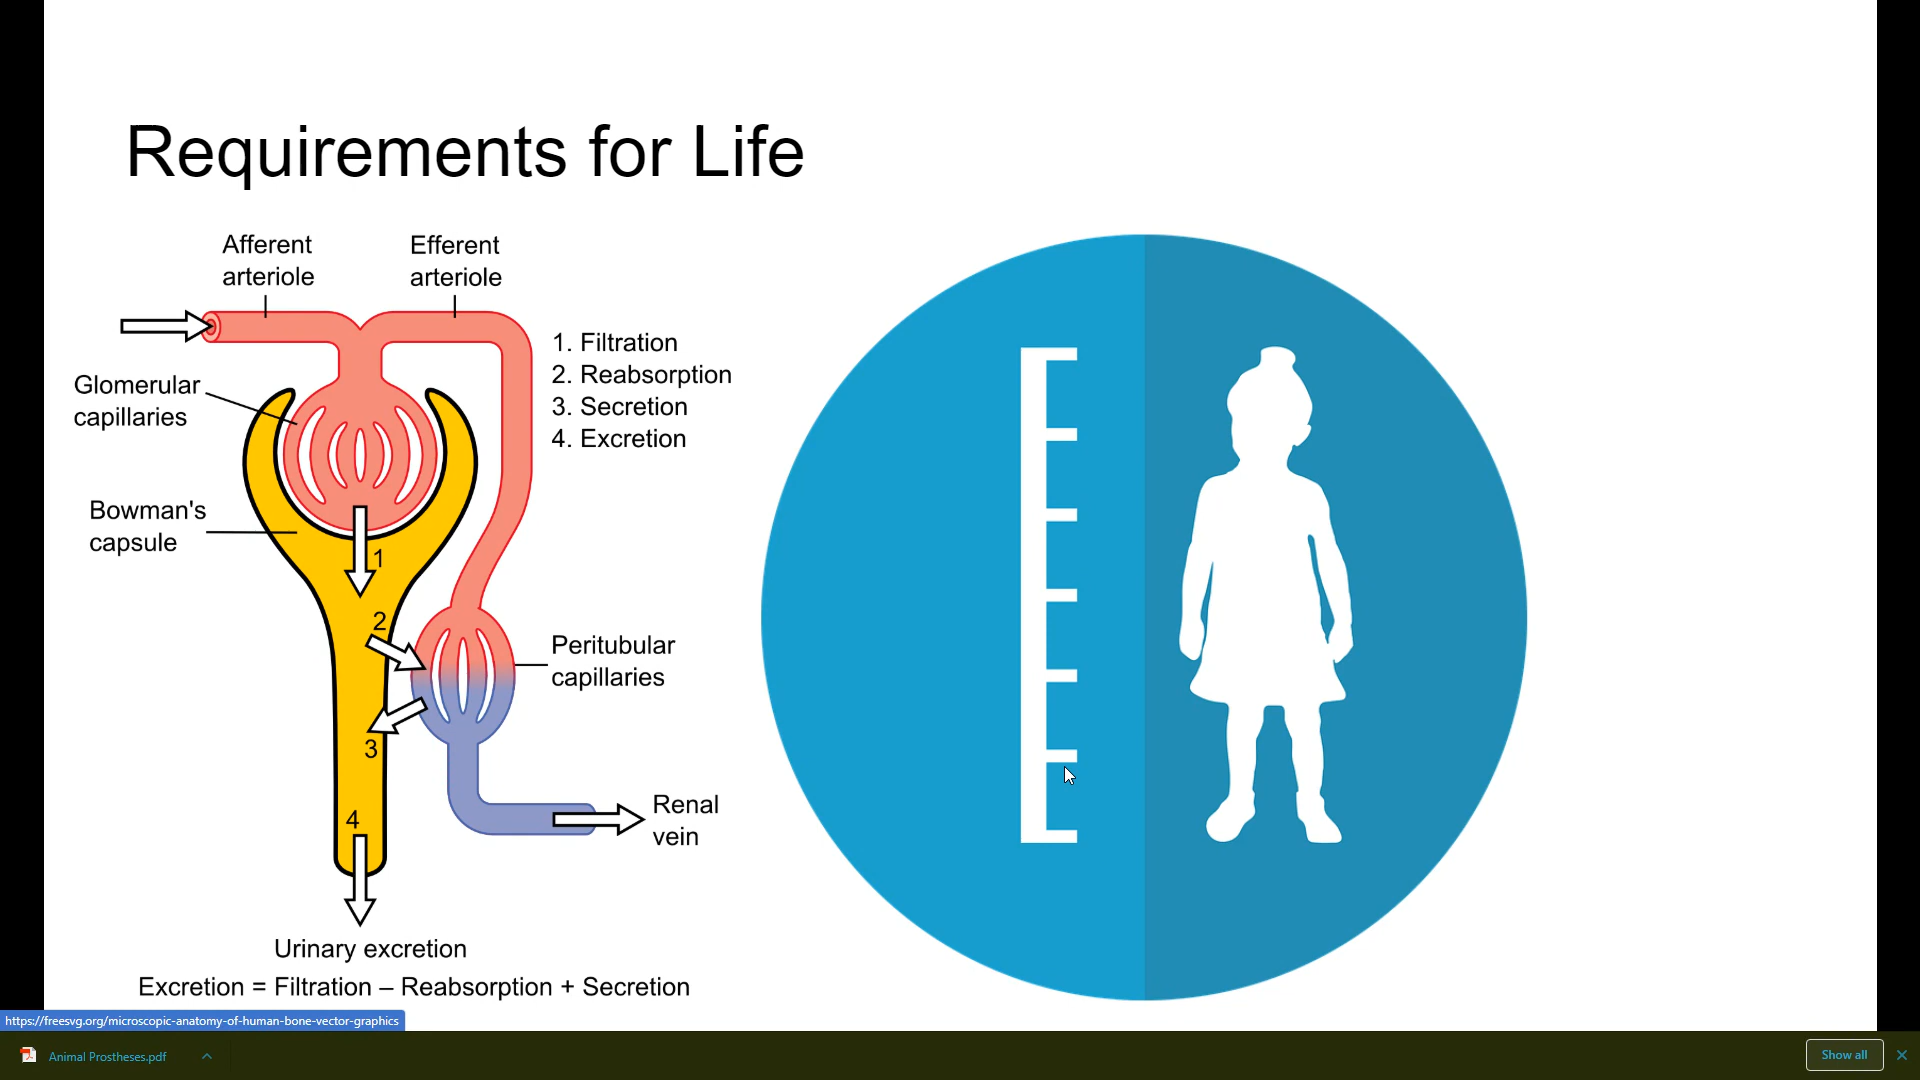 Requirements for Life
Afferent
arteriole
Efferent
arteriole
1. Filtration
2. Reabsorption
3. Secretion
4. Excretion
Glomerular
capillaries
Bowman's
capsule
1
2
Peritubular
capillaries
3
4
Renal
vein
Urinary excretion
Excretion = Filtration – Reabsorption + Secretion
https://freesvg.org/microscopic-anatomy-of-human-bone-vector-graphics
Animal Prostheses.pdf
Show all